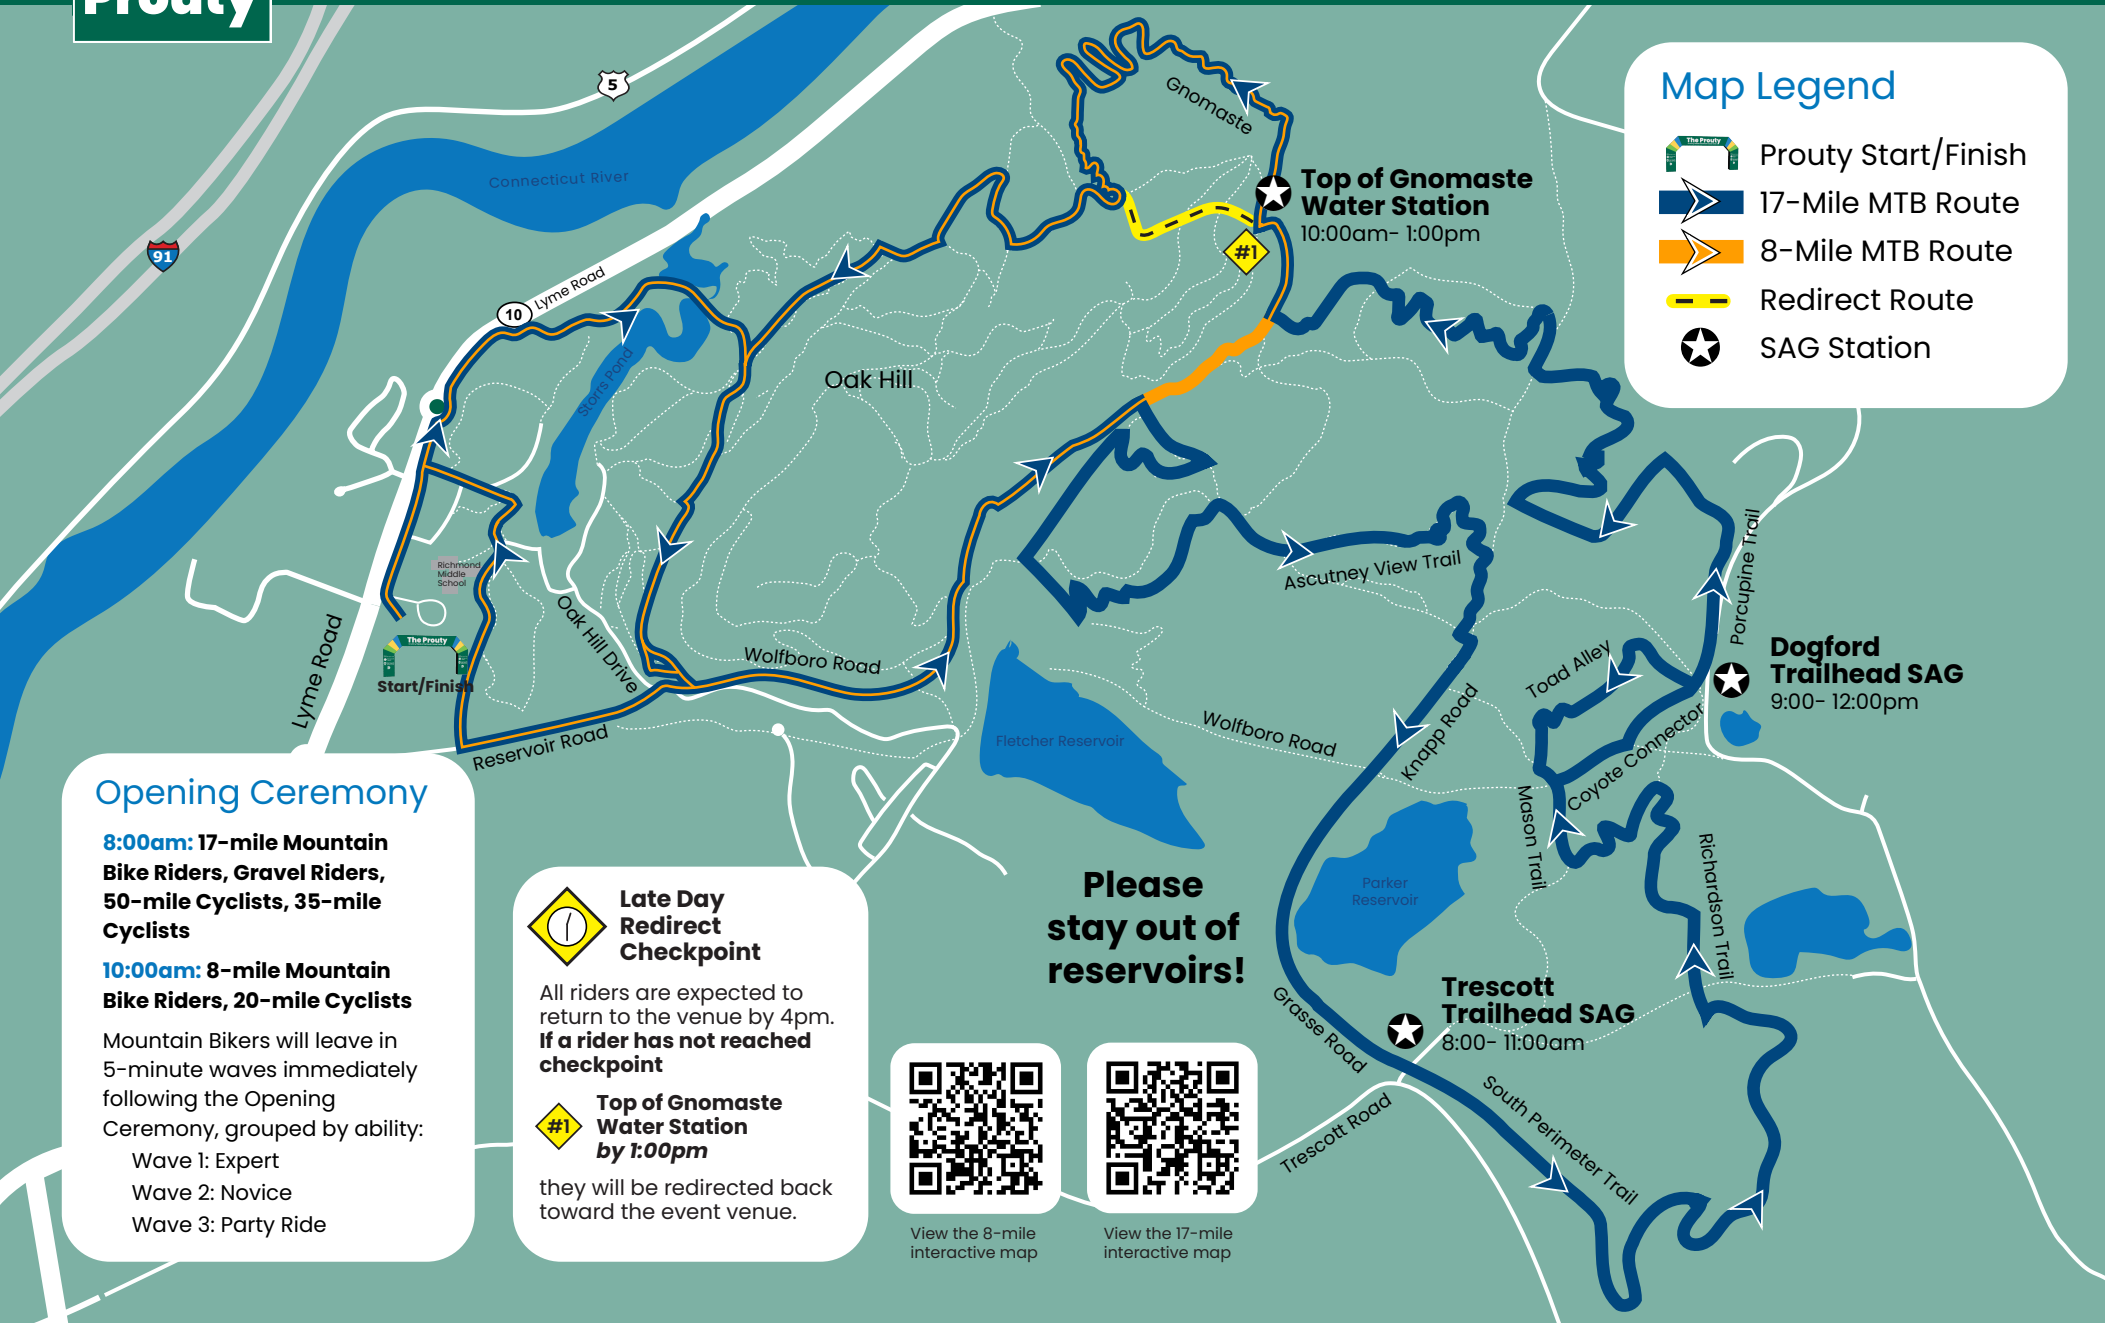 Prouty
5
91
Connecticut River
10
Lyme Road
Storrs Pond
Oak Hill
Gnomaste
Top of Gnomaste
Water Station
10:00am- 1:00pm
#1
Map Legend
The Prouty
Prouty Start/Finish
17-Mile MTB Route
8-Mile MTB Route
Redirect Route
SAG Station
Richmond
Middle
School
The Prouty
Start/Finish
Lyme Road
Oak Hill Drive
Reservoir Road
Wolfboro Road
Fletcher Reservoir
Wolfboro Road
Ascutney View Trail
Knapp Road
Toad Alley
Coyote Connector
Mason Trail
Porcupine Trail
Richardson Trail
Dogford
Trailhead SAG
9:00- 12:00pm
Parker
Reservoir
Trescott
Trailhead SAG
8:00- 11:00am
Grasse Road
Trescott Road
South Perimeter Trail
Please
stay out of
reservoirs!
Opening Ceremony
8:00am: 17-mile Mountain
Bike Riders, Gravel Riders,
50-mile Cyclists, 35-mile
Cyclists
10:00am: 8-mile Mountain
Bike Riders, 20-mile Cyclists
Mountain Bikers will leave in
5-minute waves immediately
following the Opening
Ceremony, grouped by ability:
Wave 1: Expert
Wave 2: Novice
Wave 3: Party Ride
Late Day
Redirect
Checkpoint
All riders are expected to
return to the venue by 4pm.
If a rider has not reached
checkpoint
#1
Top of Gnomaste
Water Station
by 1:00pm
they will be redirected back
toward the event venue.
View the 8-mile
interactive map
View the 17-mile
interactive map